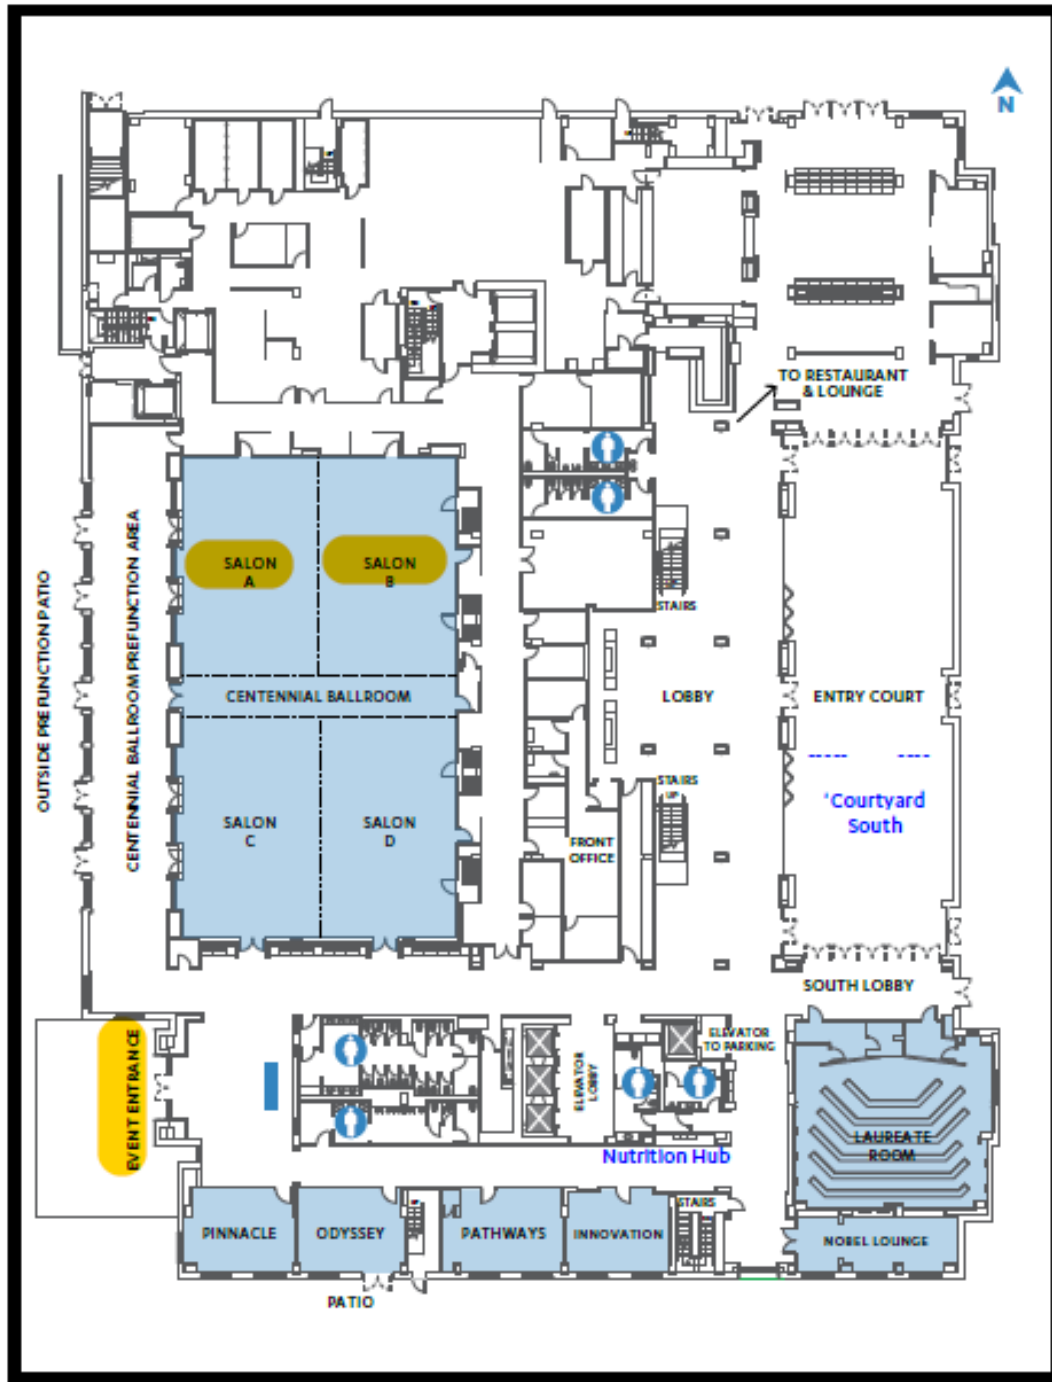 N
TO RESTAURANT
& LOUNGE
OUTSIDE PREFUNCTION PATIO
CENTENNIAL BALLROOM PREFUNCTION AREA
SALON
A
SALON
B
STAIRS
CENTENNIAL BALLROOM
LOBBY
ENTRY COURT
STAIRS
UP
'Courtyard
South
SALON
C
SALON
D
FRONT
OFFICE
SOUTH LOBBY
EVENT ENTRANCE
ELEVATOR
LOBBY
ELEVATOR
TO PARKING
LAUREATE
ROOM
Nutrition Hub
STAIRS
PINNACLE
ODYSSEY
PATHWAYS
INNOVATION
NOBEL LOUNGE
PATIO